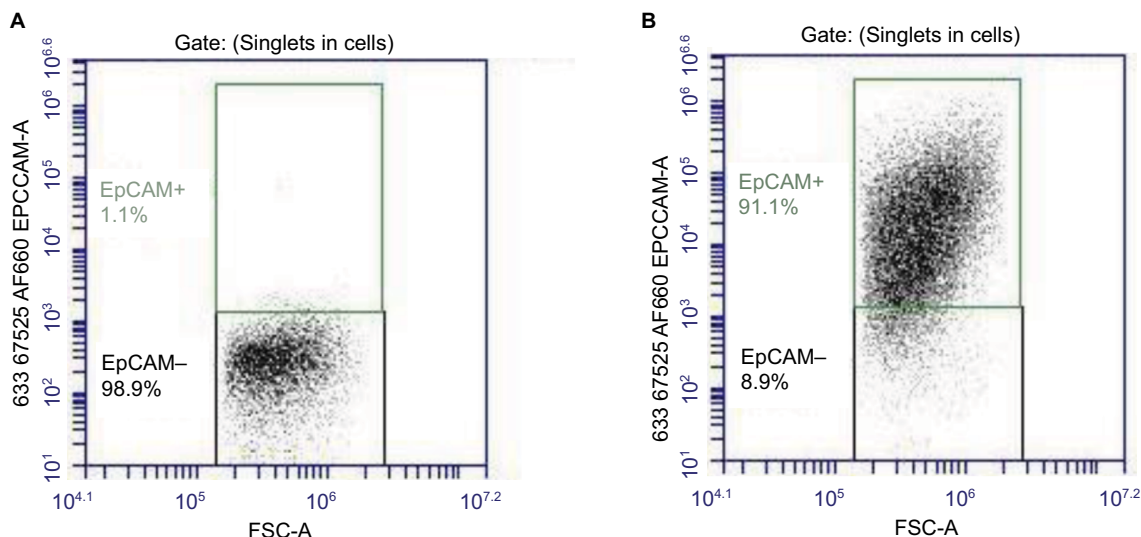 A
Gate: (Singlets in cells)
633 67525 AF660 EPCCAM-A
10^6.6
10^6
10^5
10^4
10^3
10^2
10^1
EpCAM+
1.1%
EpCAM–
98.9%
10^4.1
10^5
10^6
10^7.2
FSC-A
B
Gate: (Singlets in cells)
633 67525 AF660 EPCCAM-A
10^6.6
10^6
10^5
10^4
10^3
10^2
10^1
EpCAM+
91.1%
EpCAM–
8.9%
10^4.1
10^5
10^6
10^7.2
FSC-A